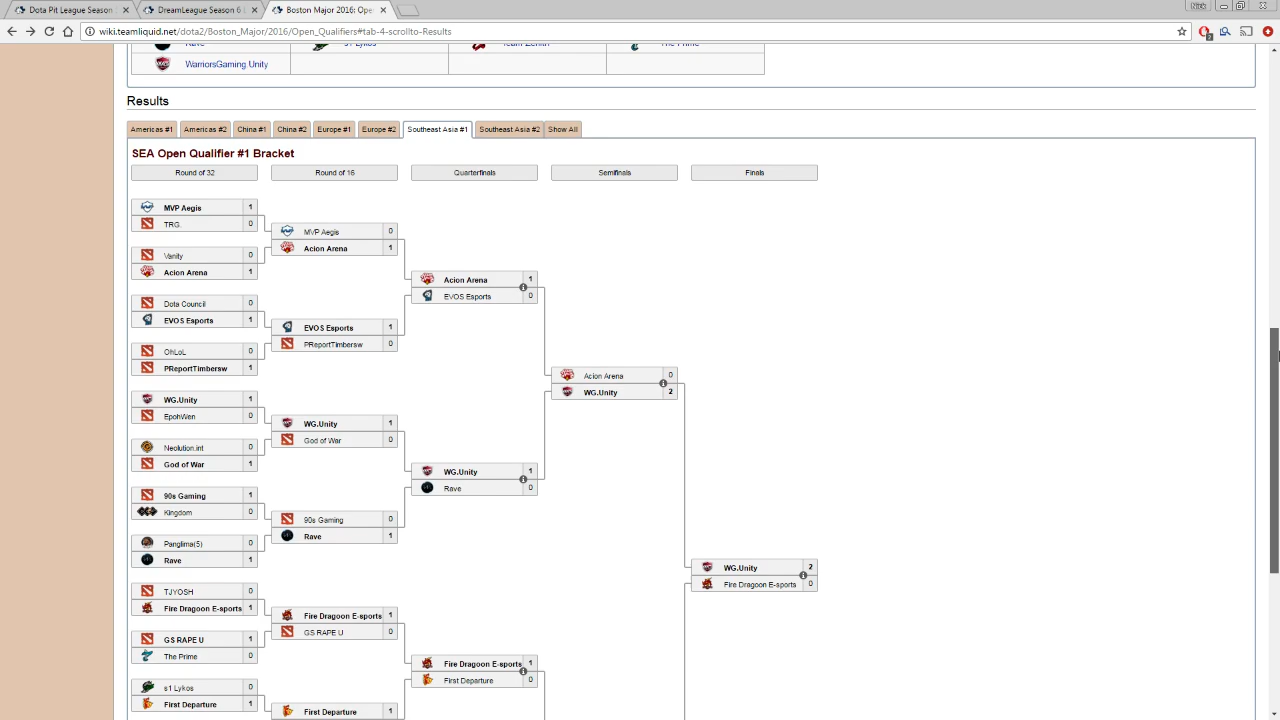 Dota Pit League Season
DreamLeague Season 6
Boston Major 2016: Ope
wiki.teamliquid.net/dota2/Boston_Major/2016/Open_Qualifiers#tab-4-scrollto-Results
Rave s1 Lykos Team Zenith The Prime
WarriorsGaming.Unity
Results
Americas #1 Americas #2 China #1 China #2 Europe #1 Europe #2 Southeast Asia #1 Southeast Asia #2 Show All
SEA Open Qualifier #1 Bracket
Round of 32 Round of 16 Quarterfinals Semifinals Finals
MVP Aegis 1
TRG. 0
MVP Aegis 0
Acion Arena 1
Vanity 0
Acion Arena 1
Acion Arena 1
EVOS Esports 0
Dota Council 0
EVOS Esports 1
EVOS Esports 1
PReportTimbersw 0
OhLoL 0
PReportTimbersw 1
Acion Arena 0
WG.Unity 2
WG.Unity 1
EpohWen 0
WG.Unity 1
God of War 0
Neolution.int 0
God of War 1
WG.Unity 1
Rave 0
90s Gaming 1
Kingdom 0
90s Gaming 0
Rave 1
Panglima(5) 0
Rave 1
WG.Unity 2
Fire Dragoon E-sports 0
TJYOSH 0
Fire Dragoon E-sports 1
Fire Dragoon E-sports 1
GS RAPE U 0
GS RAPE U 1
The Prime 0
Fire Dragoon E-sports 1
First Departure 0
s1 Lykos 0
First Departure 1
First Departure 1